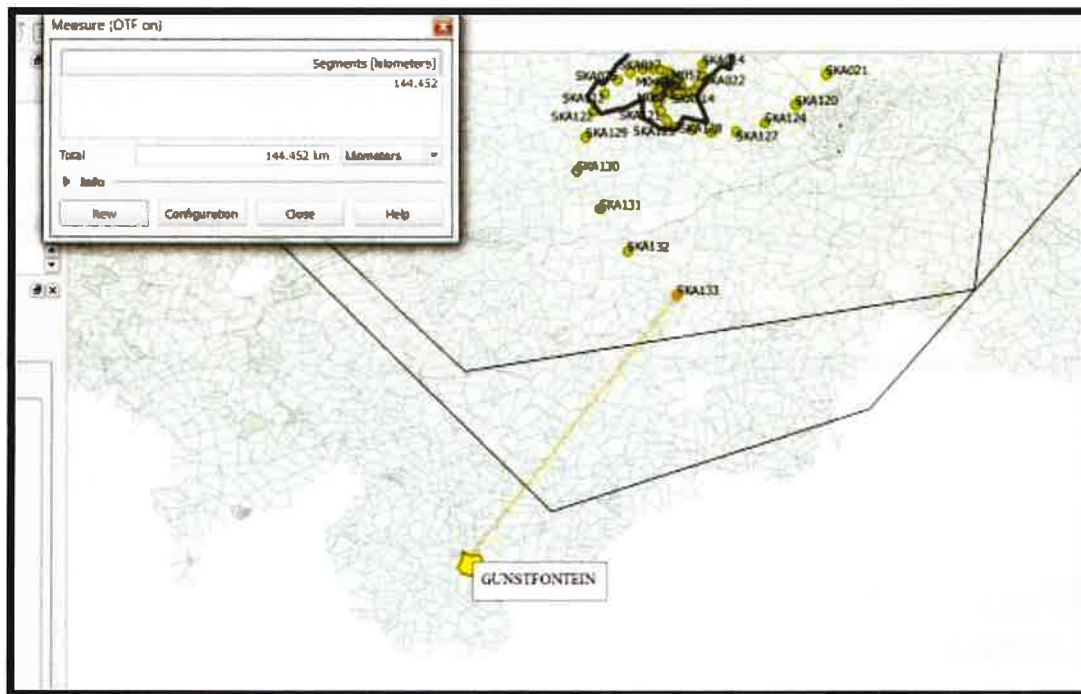 Measure (OTF on)
Segments [kilometers]
144.452
Total
144.452 km
kilometers
Info
New
Configuration
Close
Help
SKA021
SKA022
SKA120
SKA124
SKA127
SKA129
SKA130
SKA131
SKA132
SKA133
GUNSTFONTEIN